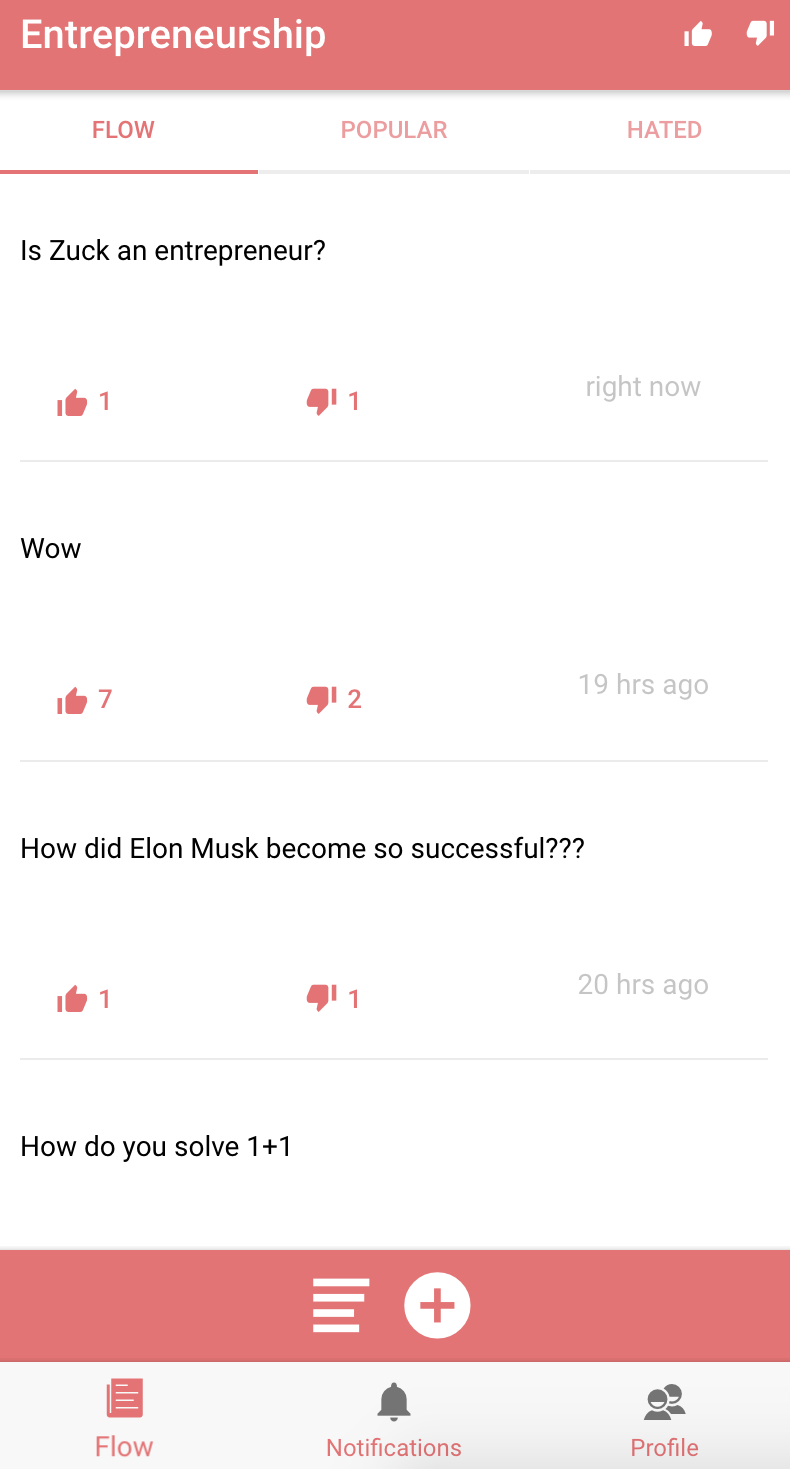 Entrepreneurship
FLOW POPULAR HATED
Is Zuck an entrepreneur?
1 1 right now
Wow
7 2 19 hrs ago
How did Elon Musk become so successful???
1 1 20 hrs ago
How do you solve 1+1
Flow Notifications Profile